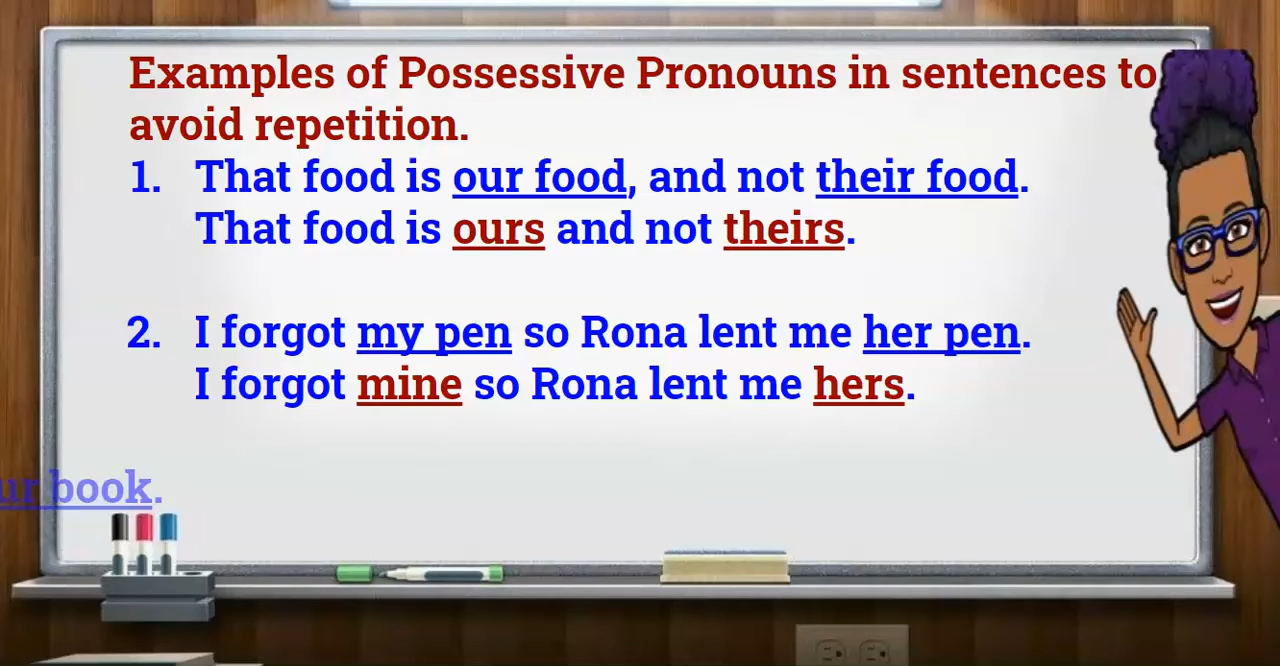 Examples of Possessive Pronouns in sentences to
avoid repetition.
1. That food is our food, and not their food.
That food is ours and not theirs.
2. I forgot my pen so Rona lent me her pen.
I forgot mine so Rona lent me hers.
book.